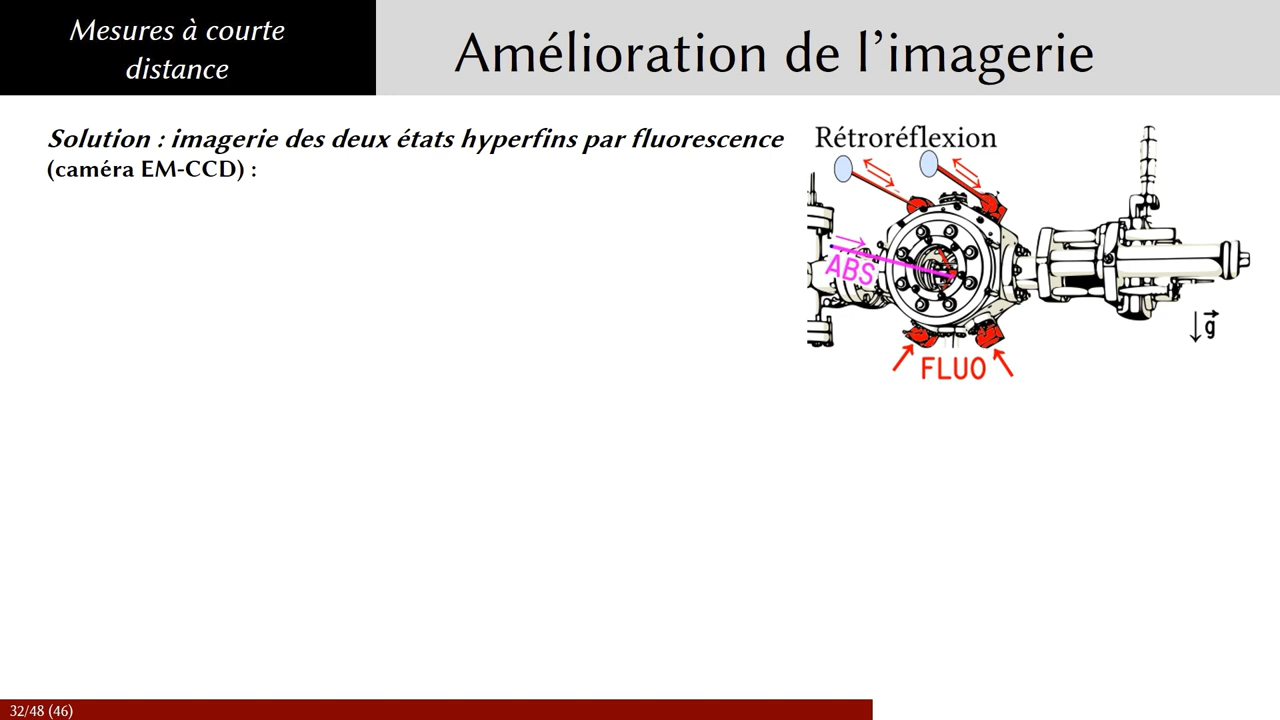 Mesures à courte
distance
Amélioration de l’imagerie
Solution : imagerie des deux états hyperfins par fluorescence
(caméra EM-CCD) :
Rétroréflexion
ABS
g
FLUO
32/48 (46)